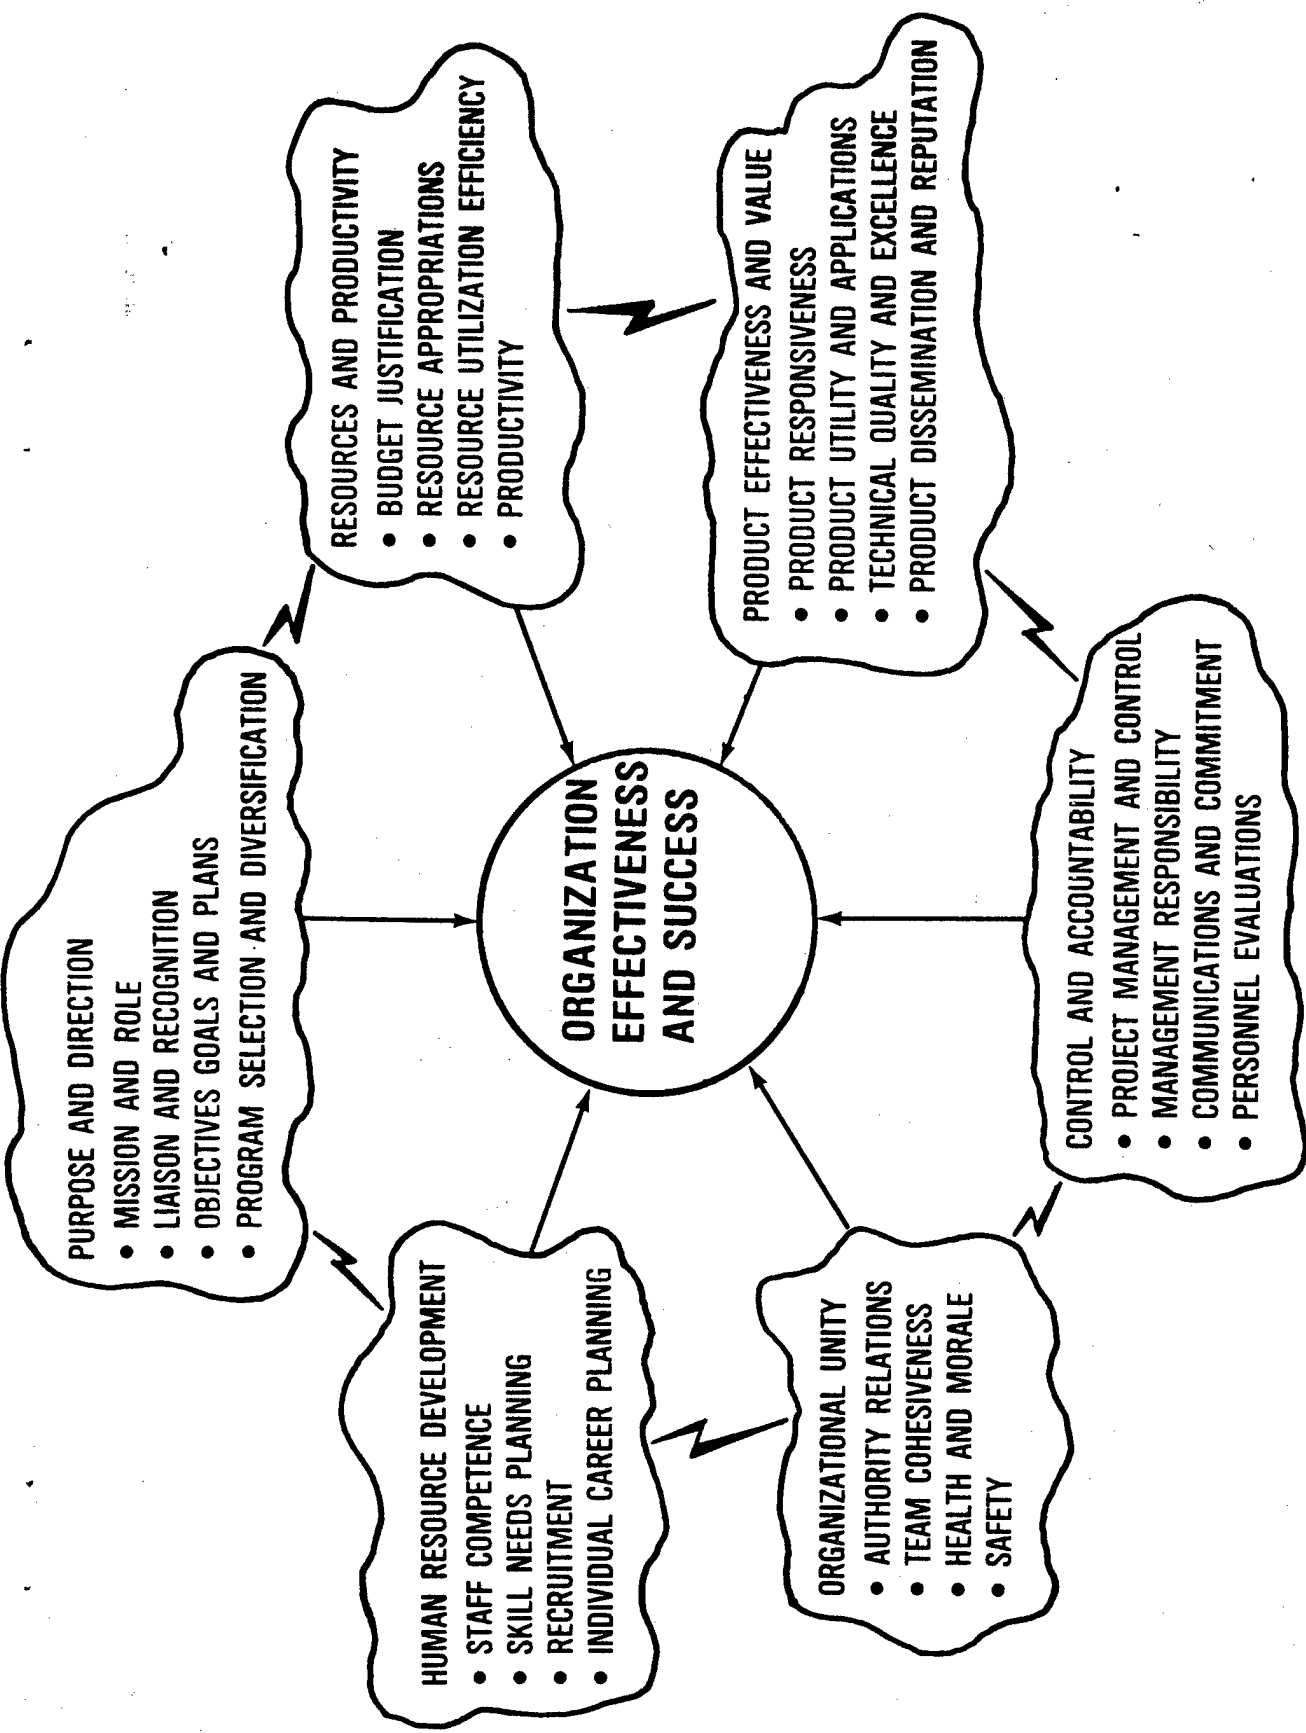 PURPOSE AND DIRECTION
• MISSION AND ROLE
• LIAISON AND RECOGNITION
• OBJECTIVES GOALS AND PLANS
• PROGRAM SELECTION AND DIVERSIFICATION
RESOURCES AND PRODUCTIVITY
• BUDGET JUSTIFICATION
• RESOURCE APPROPRIATIONS
• RESOURCE UTILIZATION EFFICIENCY
• PRODUCTIVITY
PRODUCT EFFECTIVENESS AND VALUE
• PRODUCT RESPONSIVENESS
• PRODUCT UTILITY AND APPLICATIONS
• TECHNICAL QUALITY AND EXCELLENCE
• PRODUCT DISSEMINATION AND REPUTATION
CONTROL AND ACCOUNTABILITY
• PROJECT MANAGEMENT AND CONTROL
• MANAGEMENT RESPONSIBILITY
• COMMUNICATIONS AND COMMITMENT
• PERSONNEL EVALUATIONS
ORGANIZATIONAL UNITY
• AUTHORITY RELATIONS
• TEAM COHESIVENESS
• HEALTH AND MORALE
• SAFETY
HUMAN RESOURCE DEVELOPMENT
• STAFF COMPETENCE
• SKILL NEEDS PLANNING
• RECRUITMENT
• INDIVIDUAL CAREER PLANNING
ORGANIZATION
EFFECTIVENESS
AND SUCCESS